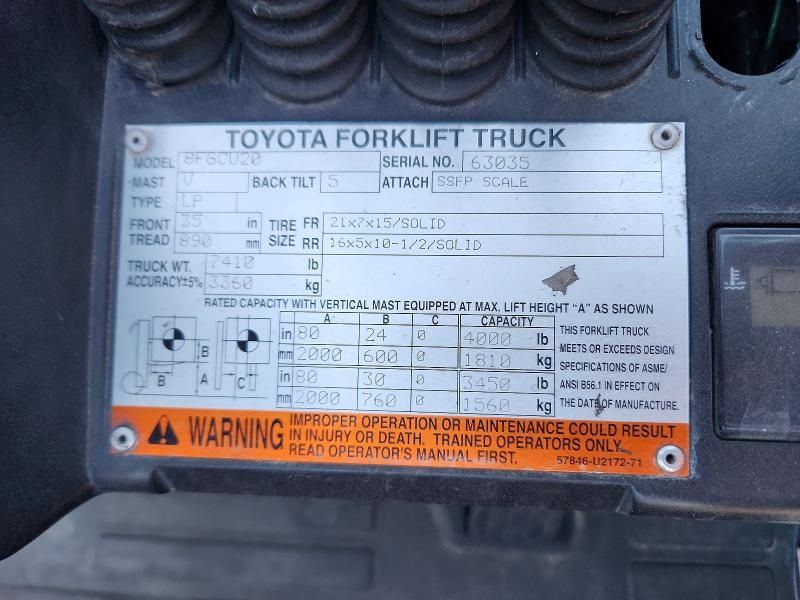 TOYOTA FORKLIFT TRUCK
MODEL 8FGCU20 SERIAL NO. 63035
MAST V BACK TILT 5 ATTACH SSFP SCALE
TYPE LP
FRONT TREAD 35 in TIRE SIZE FR 21x7x15/SOLID
890 mm RR 16x5x10-1/2/SOLID
TRUCK WT. 7410 lb
ACCURACY±5% 3360 kg
RATED CAPACITY WITH VERTICAL MAST EQUIPPED AT MAX. LIFT HEIGHT "A" AS SHOWN
A B C CAPACITY
in 80 24 0 4000 lb
mm 2000 600 0 1810 kg
in 80 30 0 3450 lb
mm 2000 760 0 1560 kg
B
A
B C
THIS FORKLIFT TRUCK
MEETS OR EXCEEDS DESIGN
SPECIFICATIONS OF ASME/
ANSI B56.1 IN EFFECT ON
THE DATE OF MANUFACTURE.
WARNING
IMPROPER OPERATION OR MAINTENANCE COULD RESULT
IN INJURY OR DEATH. TRAINED OPERATORS ONLY.
READ OPERATOR'S MANUAL FIRST. 57846-U2172-71